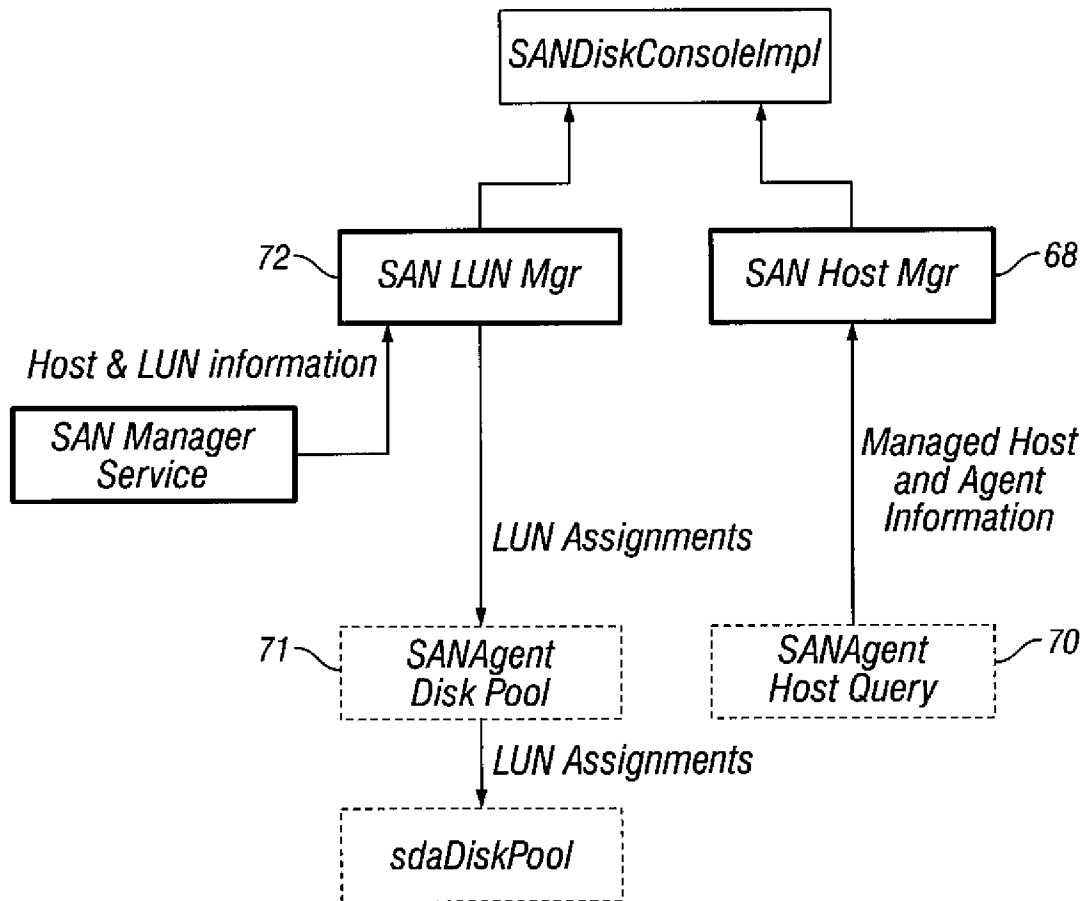 SANDiskConsoleImpl
72
SAN LUN Mgr
SAN Host Mgr
68
Host & LUN information
SAN Manager
Service
Managed Host
and Agent
Information
LUN Assignments
71
SANAgent
Disk Pool
SANAgent
Host Query
70
LUN Assignments
sdaDiskPool